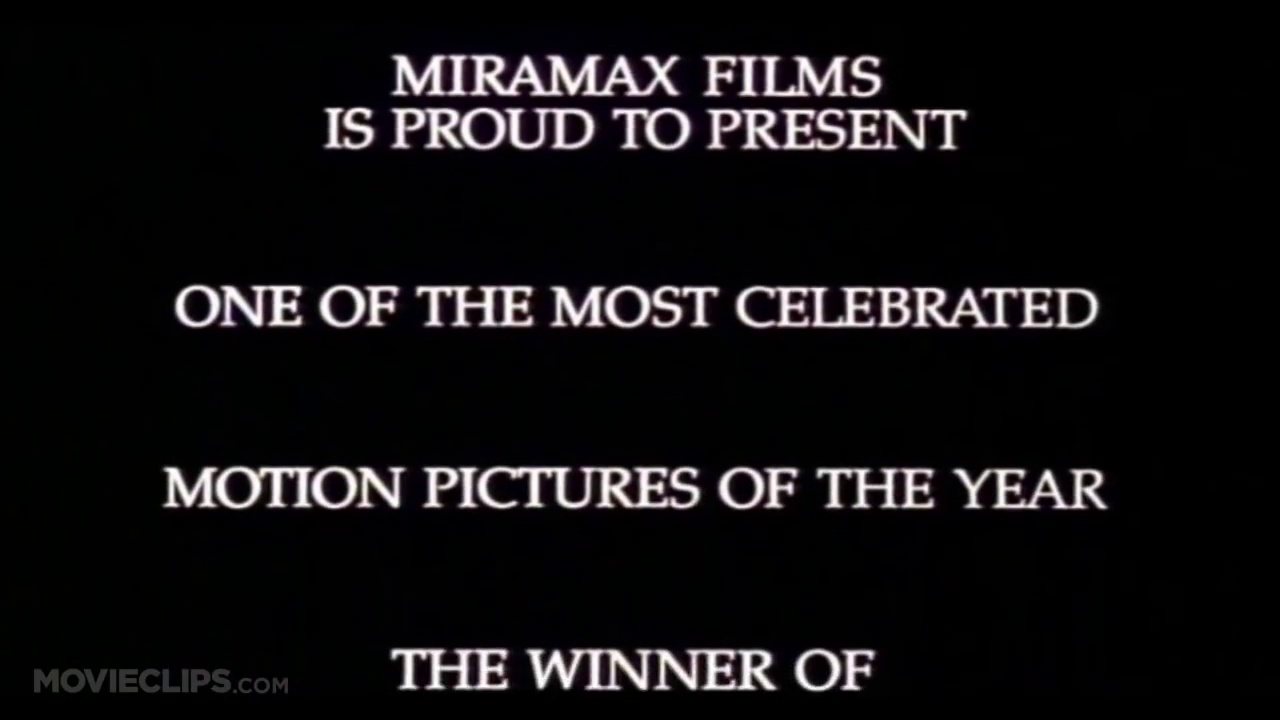 MIRAMAX FILMS
IS PROUD TO PRESENT
ONE OF THE MOST CELEBRATED
MOTION PICTURES OF THE YEAR
THE WINNER OF
MOVIECLIPS.COM